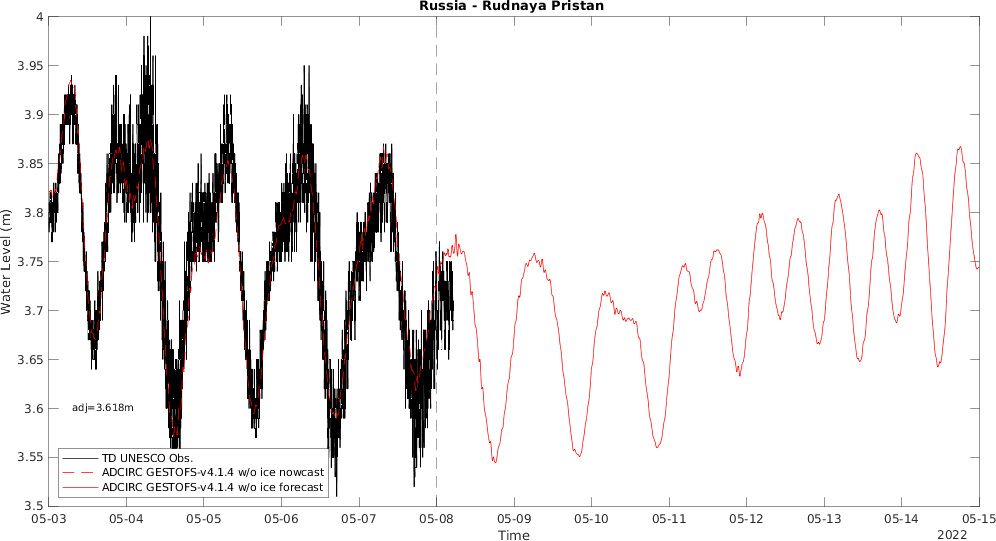 Russia - Rudnaya Pristan
4
3.95
3.9
3.85
3.8
3.75
3.7
3.65
3.6
3.55
3.5
Water Level (m)
adj=3.618m
TD UNESCO Obs.
ADCIRC GESTOFS-v4.1.4 w/o ice nowcast
ADCIRC GESTOFS-v4.1.4 w/o ice forecast
05-03 05-04 05-05 05-06 05-07 05-08 05-09 05-10 05-11 05-12 05-13 05-14 05-15
Time
2022